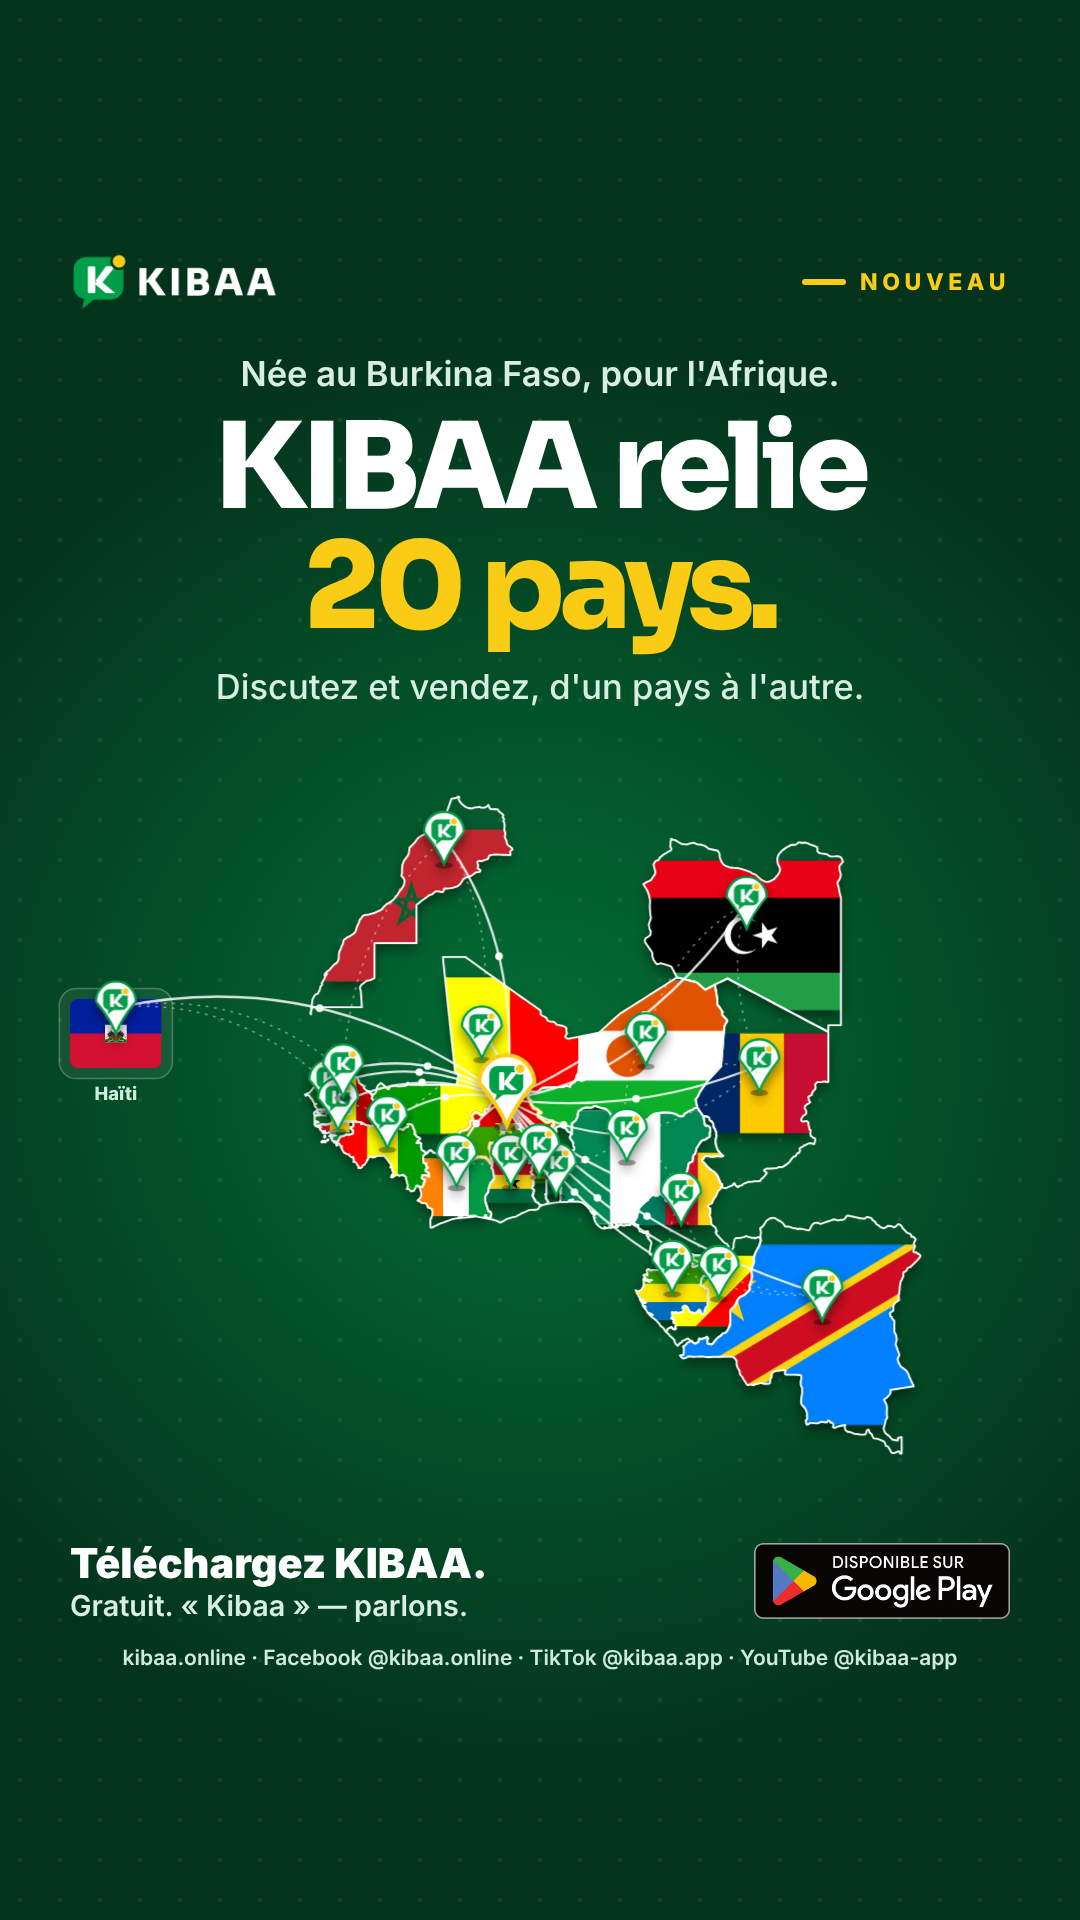 KIBAA
NOUVEAU
Née au Burkina Faso, pour l'Afrique.
KIBAA relie
20 pays.
Discutez et vendez, d'un pays à l'autre.
Haïti
Téléchargez KIBAA.
Gratuit. « Kibaa » — parlons.
DISPONIBLE SUR
Google Play
kibaa.online · Facebook @kibaa.online · TikTok @kibaa.app · YouTube @kibaa-app